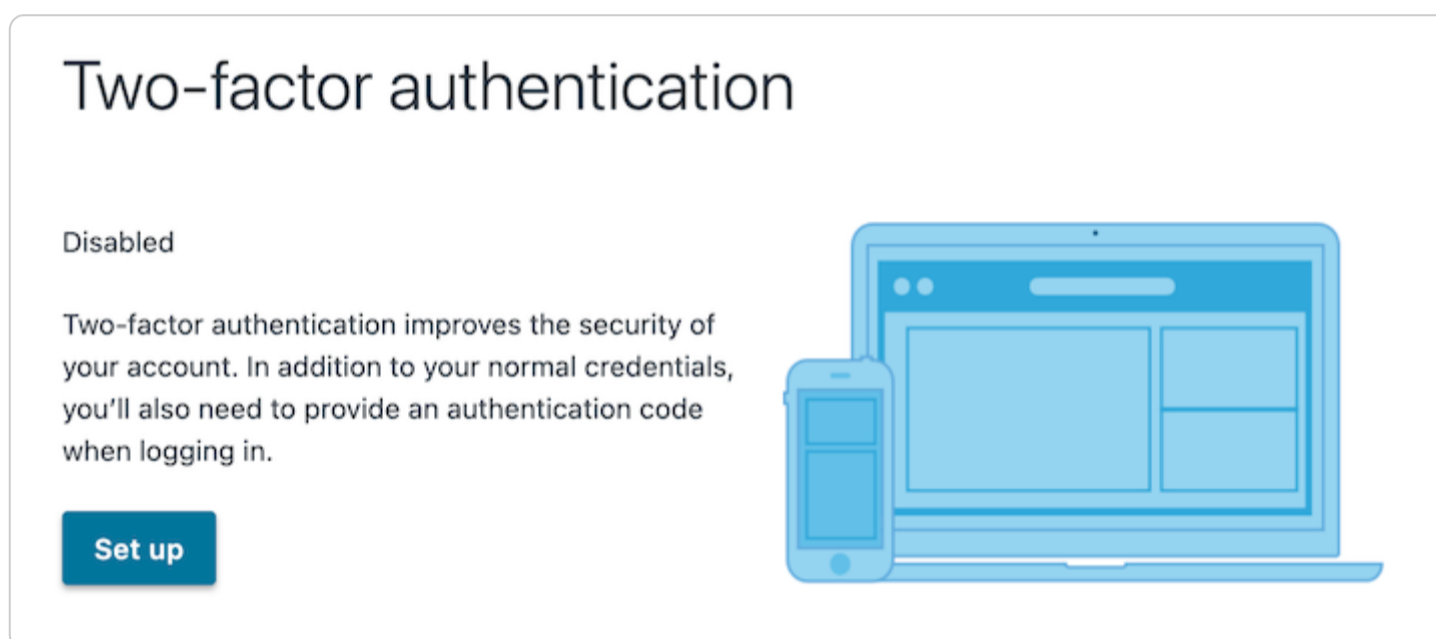 Two-factor authentication
Disabled
Two-factor authentication improves the security of
your account. In addition to your normal credentials,
you’ll also need to provide an authentication code
when logging in.
Set up